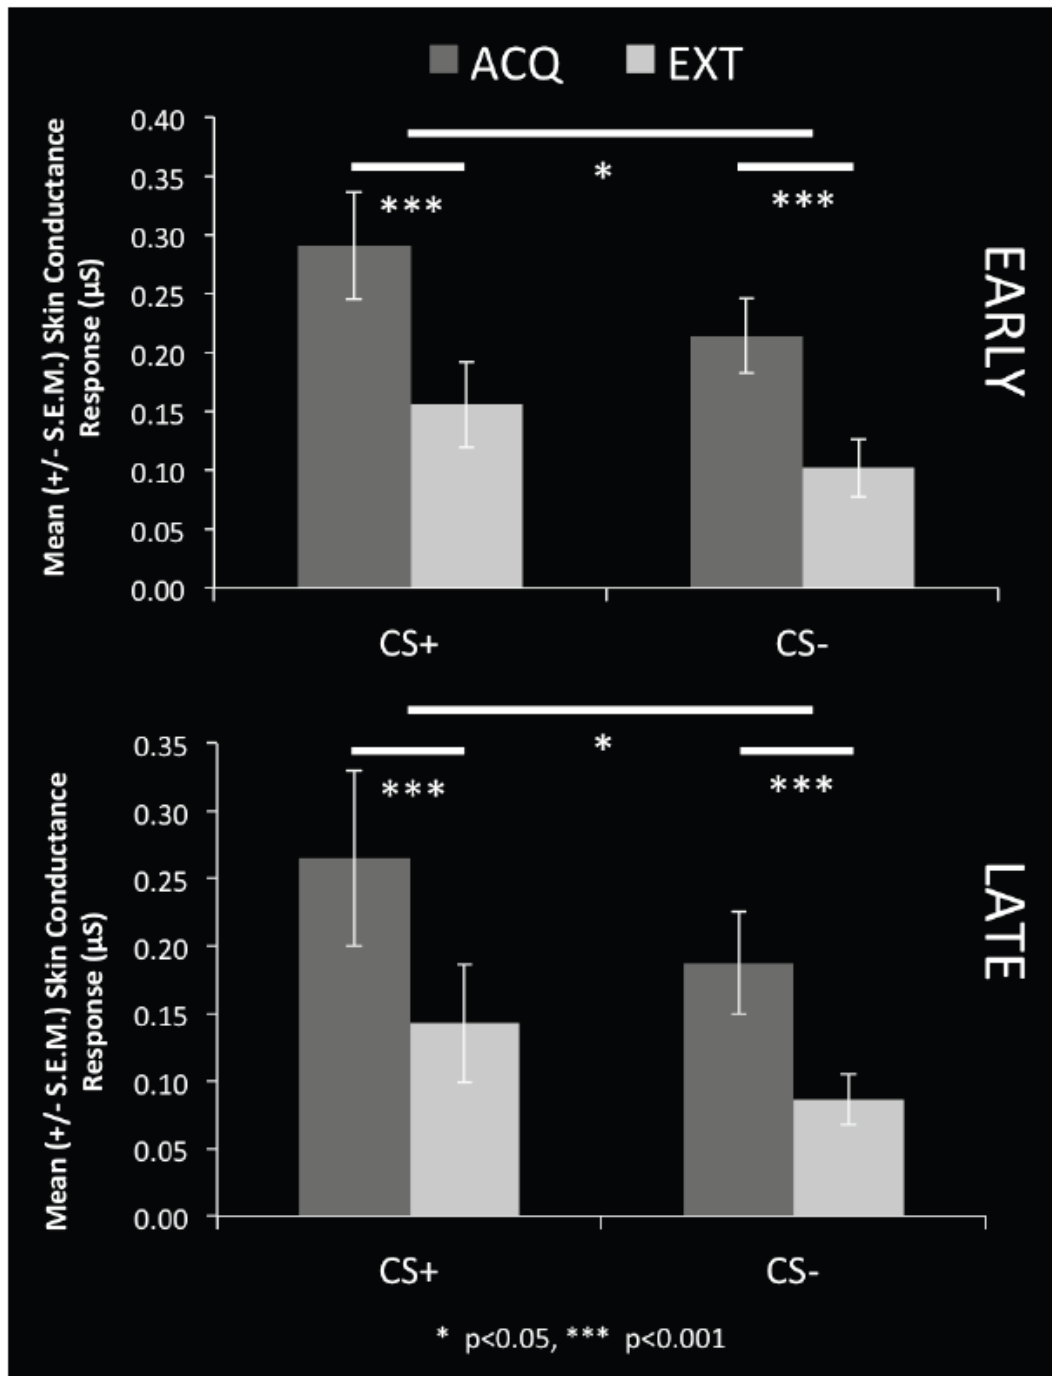 ACQ EXT
Mean (+/- S.E.M.) Skin Conductance
Response (µS)
0.40
0.35
0.30
0.25
0.20
0.15
0.10
0.05
0.00
*
***
***
CS+
CS-
EARLY
Mean (+/- S.E.M.) Skin Conductance
Response (µS)
0.35
0.30
0.25
0.20
0.15
0.10
0.05
0.00
*
***
***
CS+
CS-
LATE
* p<0.05, *** p<0.001